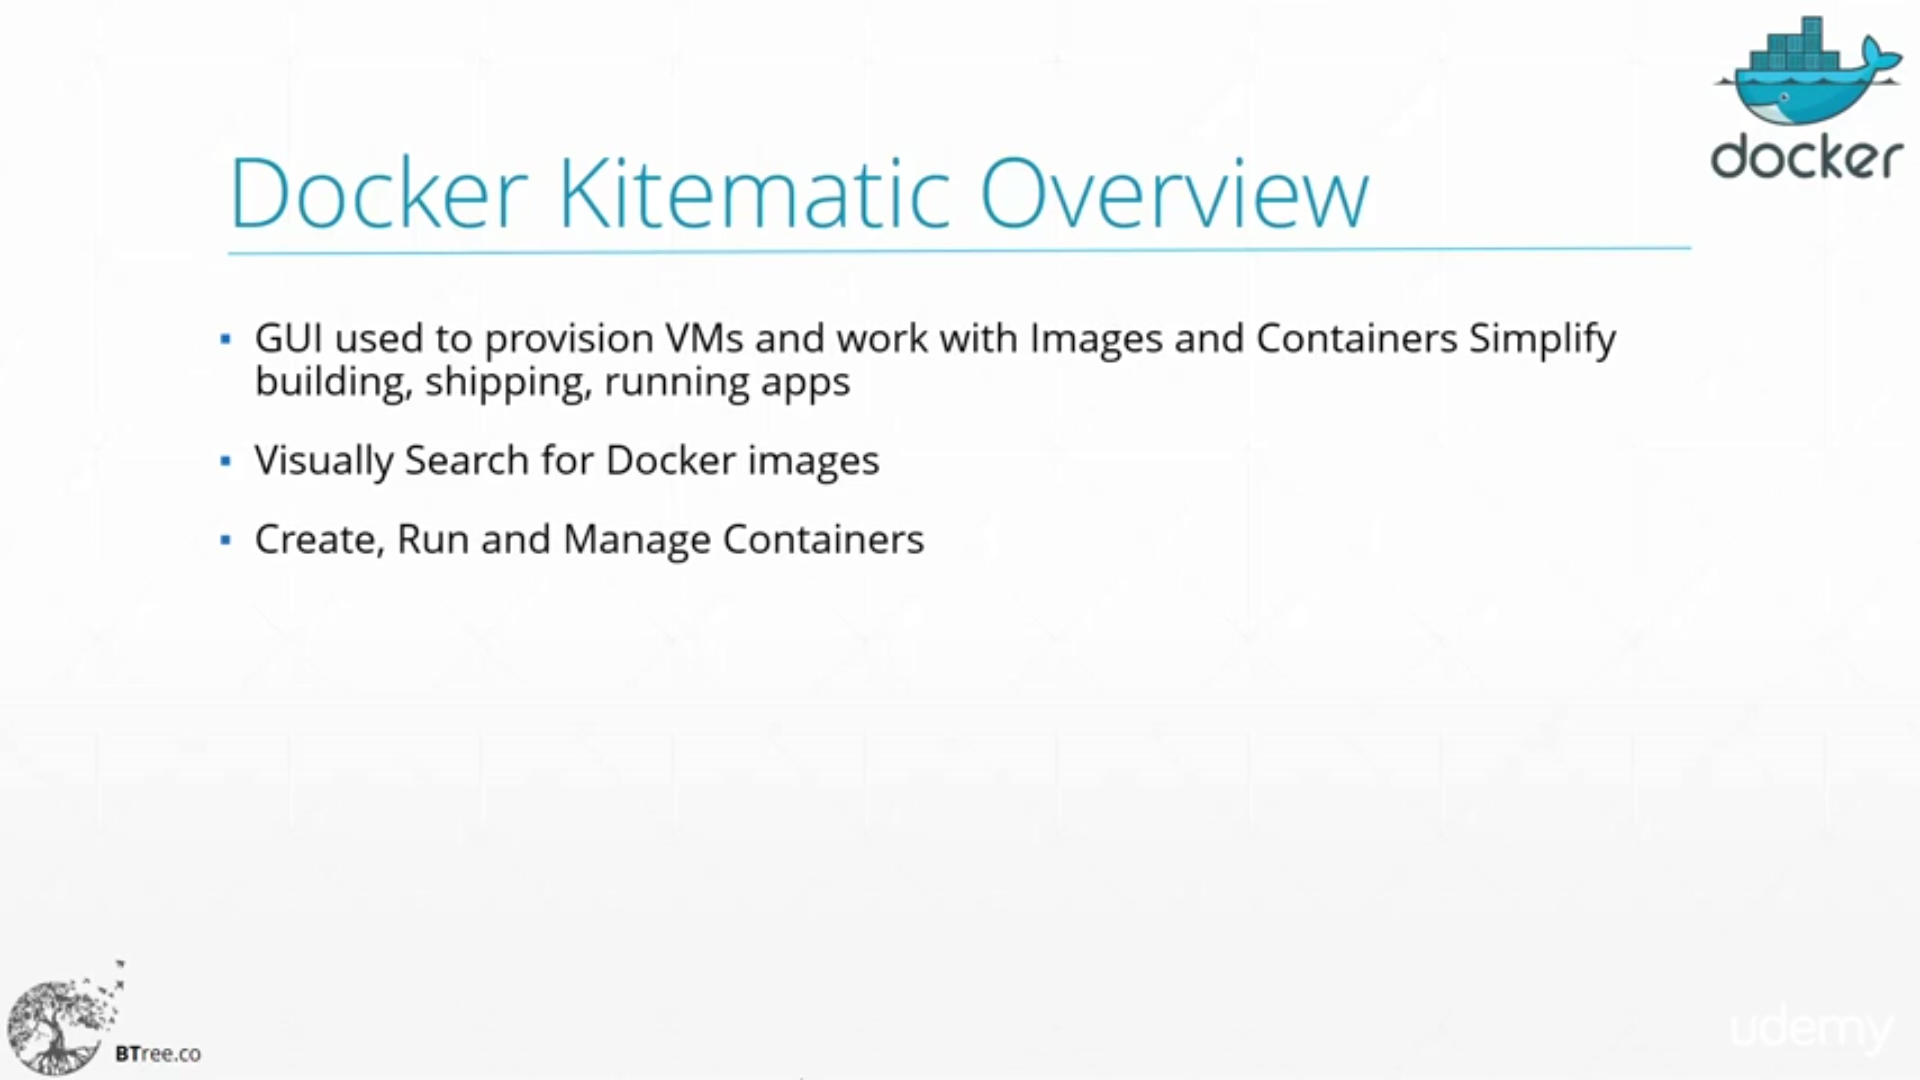 docker
Docker Kitematic Overview
▪ GUI used to provision VMs and work with Images and Containers Simplify
building, shipping, running apps
▪ Visually Search for Docker images
▪ Create, Run and Manage Containers
BTree.co
udemy